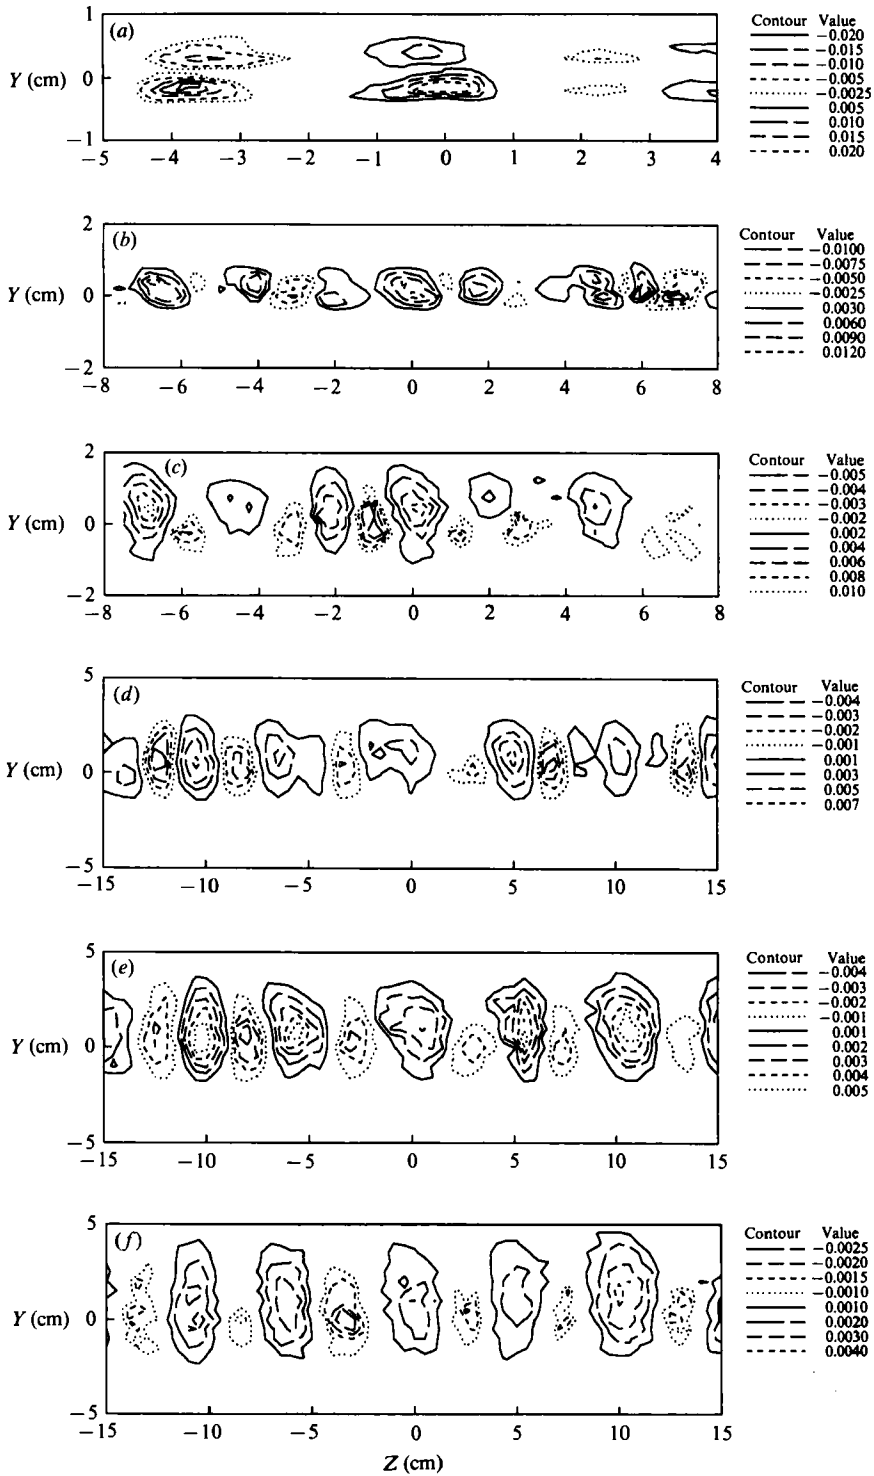 (a)
Y (cm)
1
0
−1
−5 −4 −3 −2 −1 0 1 2 3 4
Contour Value
−0.020
−0.015
−0.010
−0.005
−0.0025
0.005
0.010
0.015
0.020
(b)
Y (cm)
2
0
−2
−8 −6 −4 −2 0 2 4 6 8
Contour Value
−0.0100
−0.0075
−0.0050
−0.0025
0.0030
0.0060
0.0090
0.0120
(c)
Y (cm)
2
0
−2
−8 −6 −4 −2 0 2 4 6 8
Contour Value
−0.005
−0.004
−0.003
−0.002
0.002
0.004
0.006
0.008
0.010
(d)
Y (cm)
5
0
−5
−15 −10 −5 0 5 10 15
Contour Value
−0.004
−0.003
−0.002
−0.001
0.001
0.003
0.005
0.007
(e)
Y (cm)
5
0
−5
−15 −10 −5 0 5 10 15
Contour Value
−0.004
−0.003
−0.002
−0.001
0.001
0.002
0.003
0.004
0.005
(f)
Y (cm)
5
0
−5
−15 −10 −5 0 5 10 15
Contour Value
−0.0025
−0.0020
−0.0015
−0.0010
0.0010
0.0020
0.0030
0.0040
Z (cm)